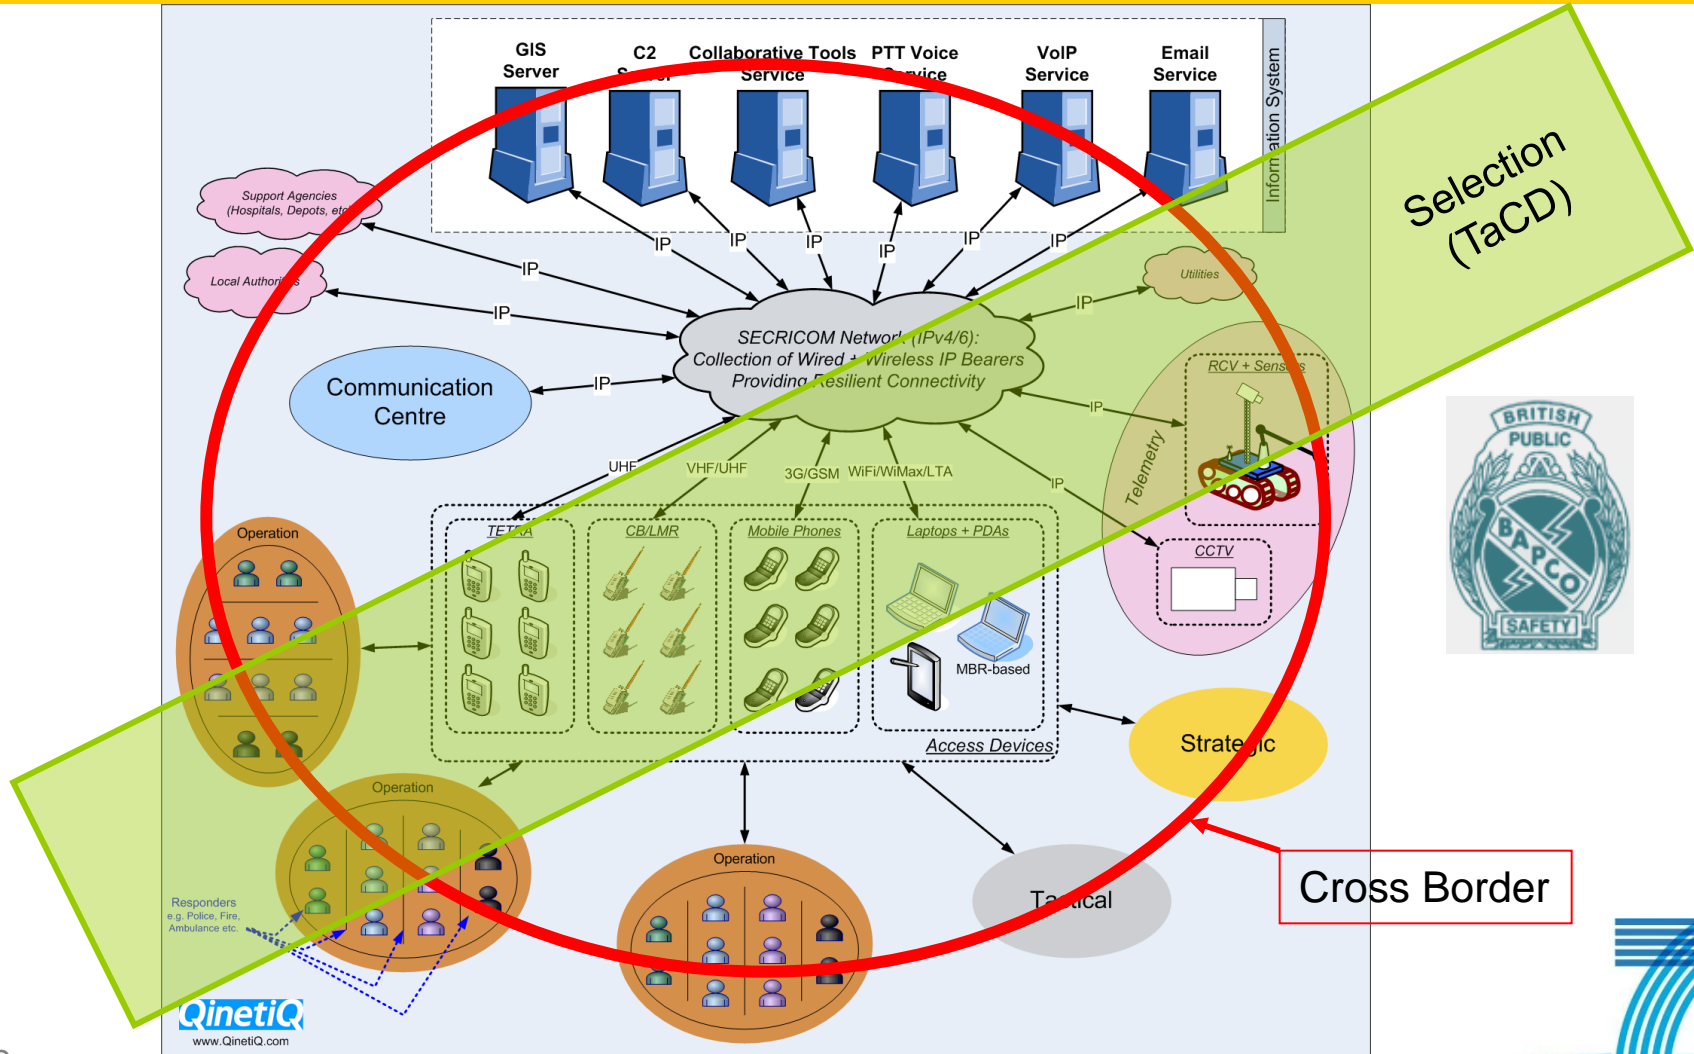 GIS
Server
C2
Server
Collaborative Tools
Service
PTT Voice
Service
VoIP
Service
Email
Service
Information System
Selection
(TaCD)
Support Agencies
(Hospitals, Depots, etc)
Local Authorities
Utilities
IP
IP
IP
IP
IP
IP
IP
IP
IP
SECRICOM Network (IPv4/6):
Collection of Wired + Wireless IP Bearers
Providing Resilient Connectivity
Communication
Centre
IP
IP
IP
UHF
VHF/UHF
3G/GSM
WiFi/WiMax/LTA
Telemetry
RCV + Sensors
CCTV
BRITISH
PUBLIC
BAPCO
SAFETY
TETRA
CB/LMR
Mobile Phones
Laptops + PDAs
MBR-based
Access Devices
Operation
Operation
Operation
Strategic
Tactical
Cross Border
Responders
e.g. Police, Fire,
Ambulance etc.
QinetiQ
www.QinetiQ.com